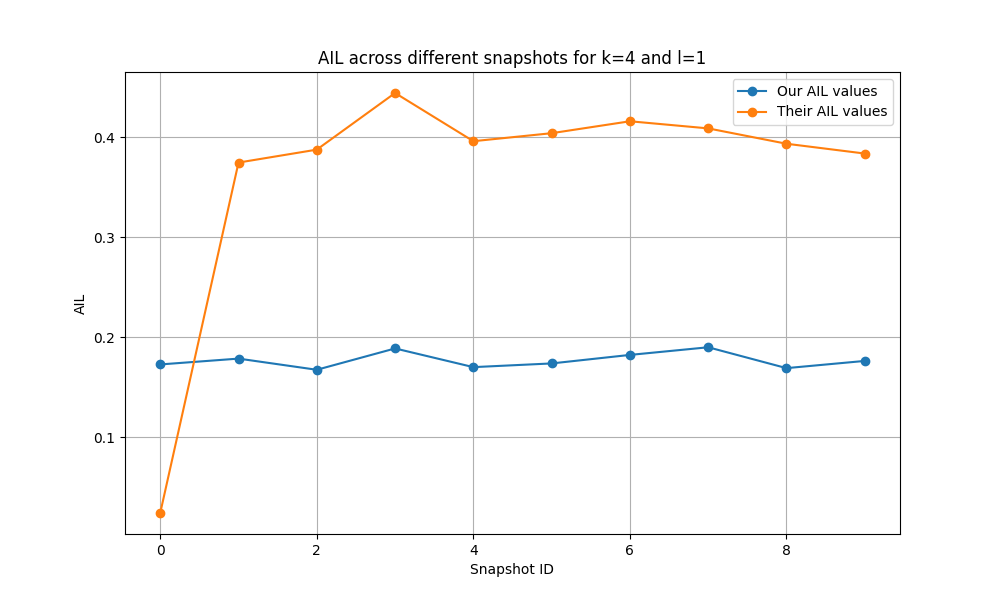 AIL across different snapshots for k=4 and l=1
Our AIL values
Their AIL values
0.4
0.3
0.2
0.1
AIL
0 2 4 6 8
Snapshot ID